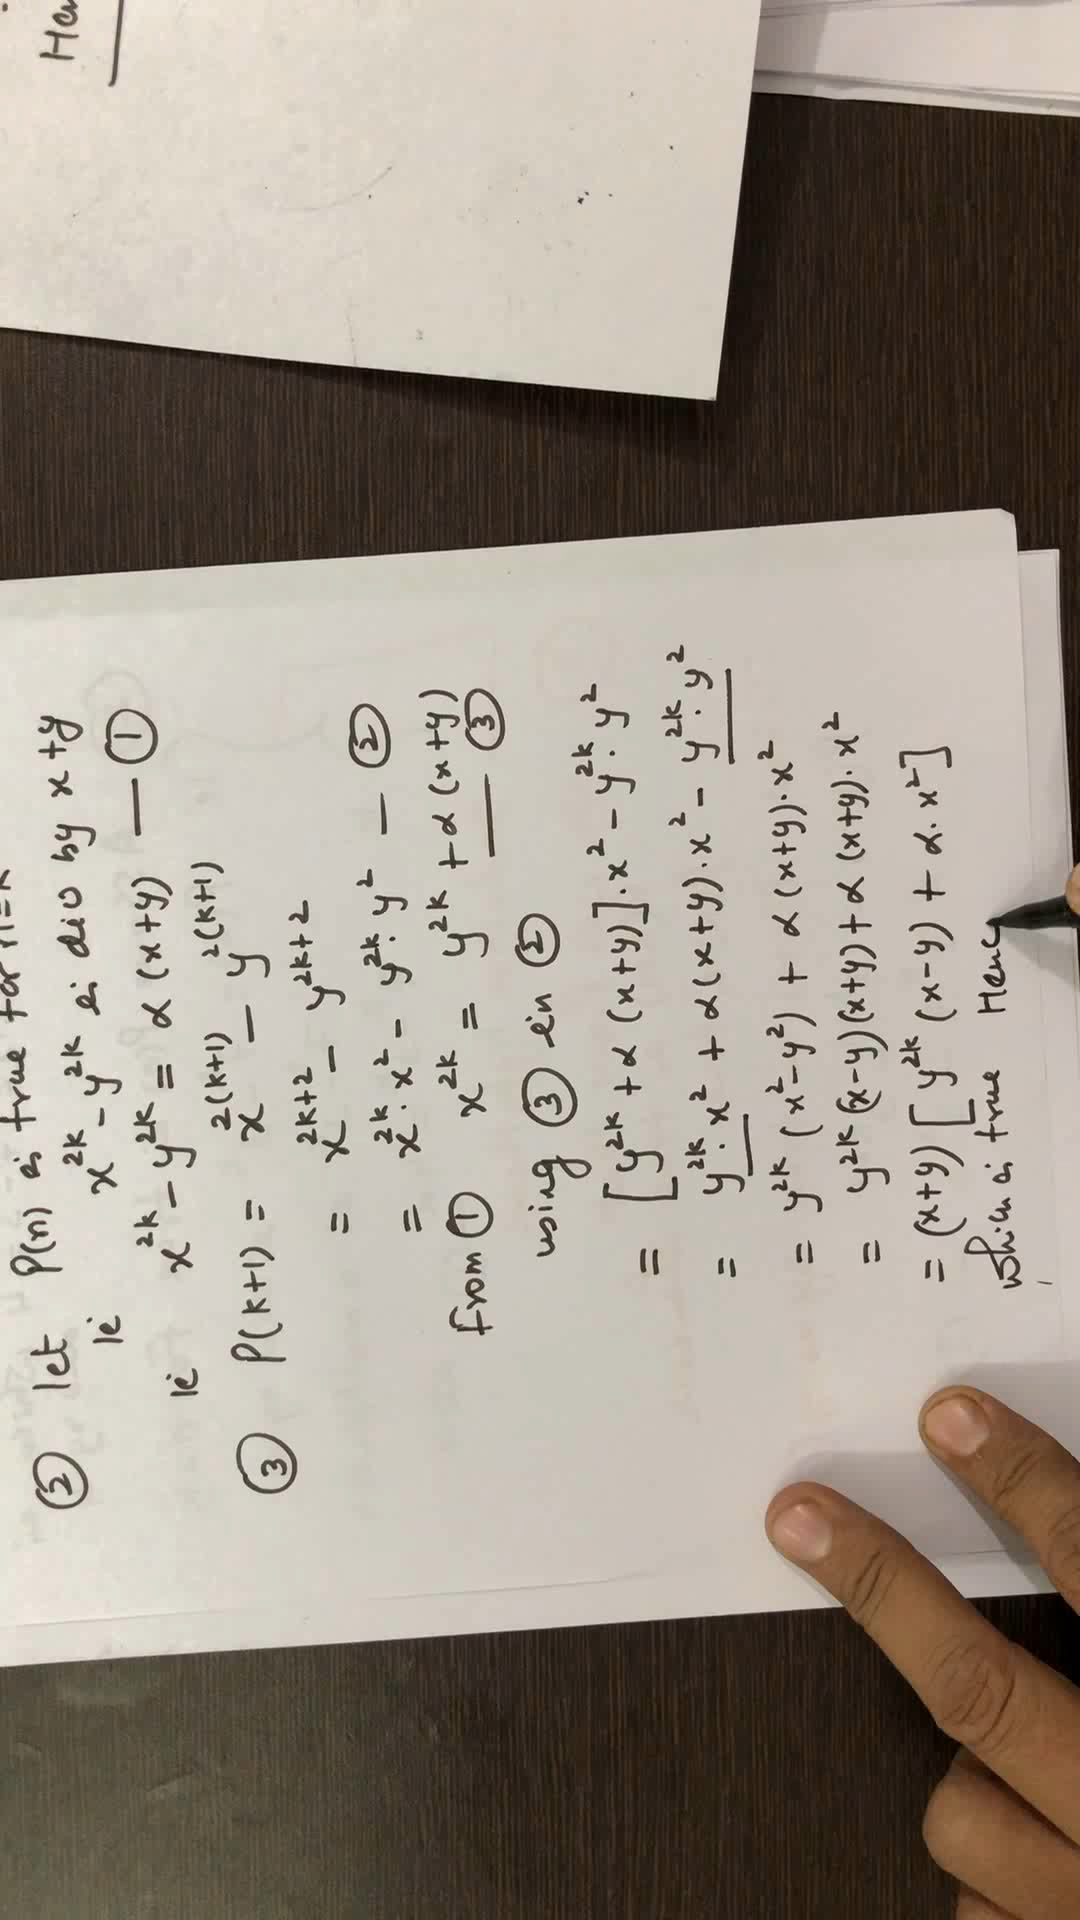 Ha
② let P(n) is true for n=k
ie x^{2k} - y^{2k} is div by x+y
ie x^{2k} - y^{2k} = α(x+y) — ①
③ P(k+1) = x^{2(k+1)} - y^{2(k+1)}
= x^{2k+2} - y^{2k+2}
= x^{2k}.x^2 - y^{2k}.y^2 — ②
from ① x^{2k} = y^{2k} + α(x+y)
— ③
using ③ in ②
= [y^{2k} + α(x+y)].x^2 - y^{2k}.y^2
= y^{2k}.x^2 + α(x+y).x^2 - y^{2k}.y^2
= y^{2k}(x^2-y^2) + α(x+y).x^2
= y^{2k}(x-y)(x+y) + α(x+y).x^2
= (x+y)[y^{2k}(x-y) + α.x^2]
which is true Henc